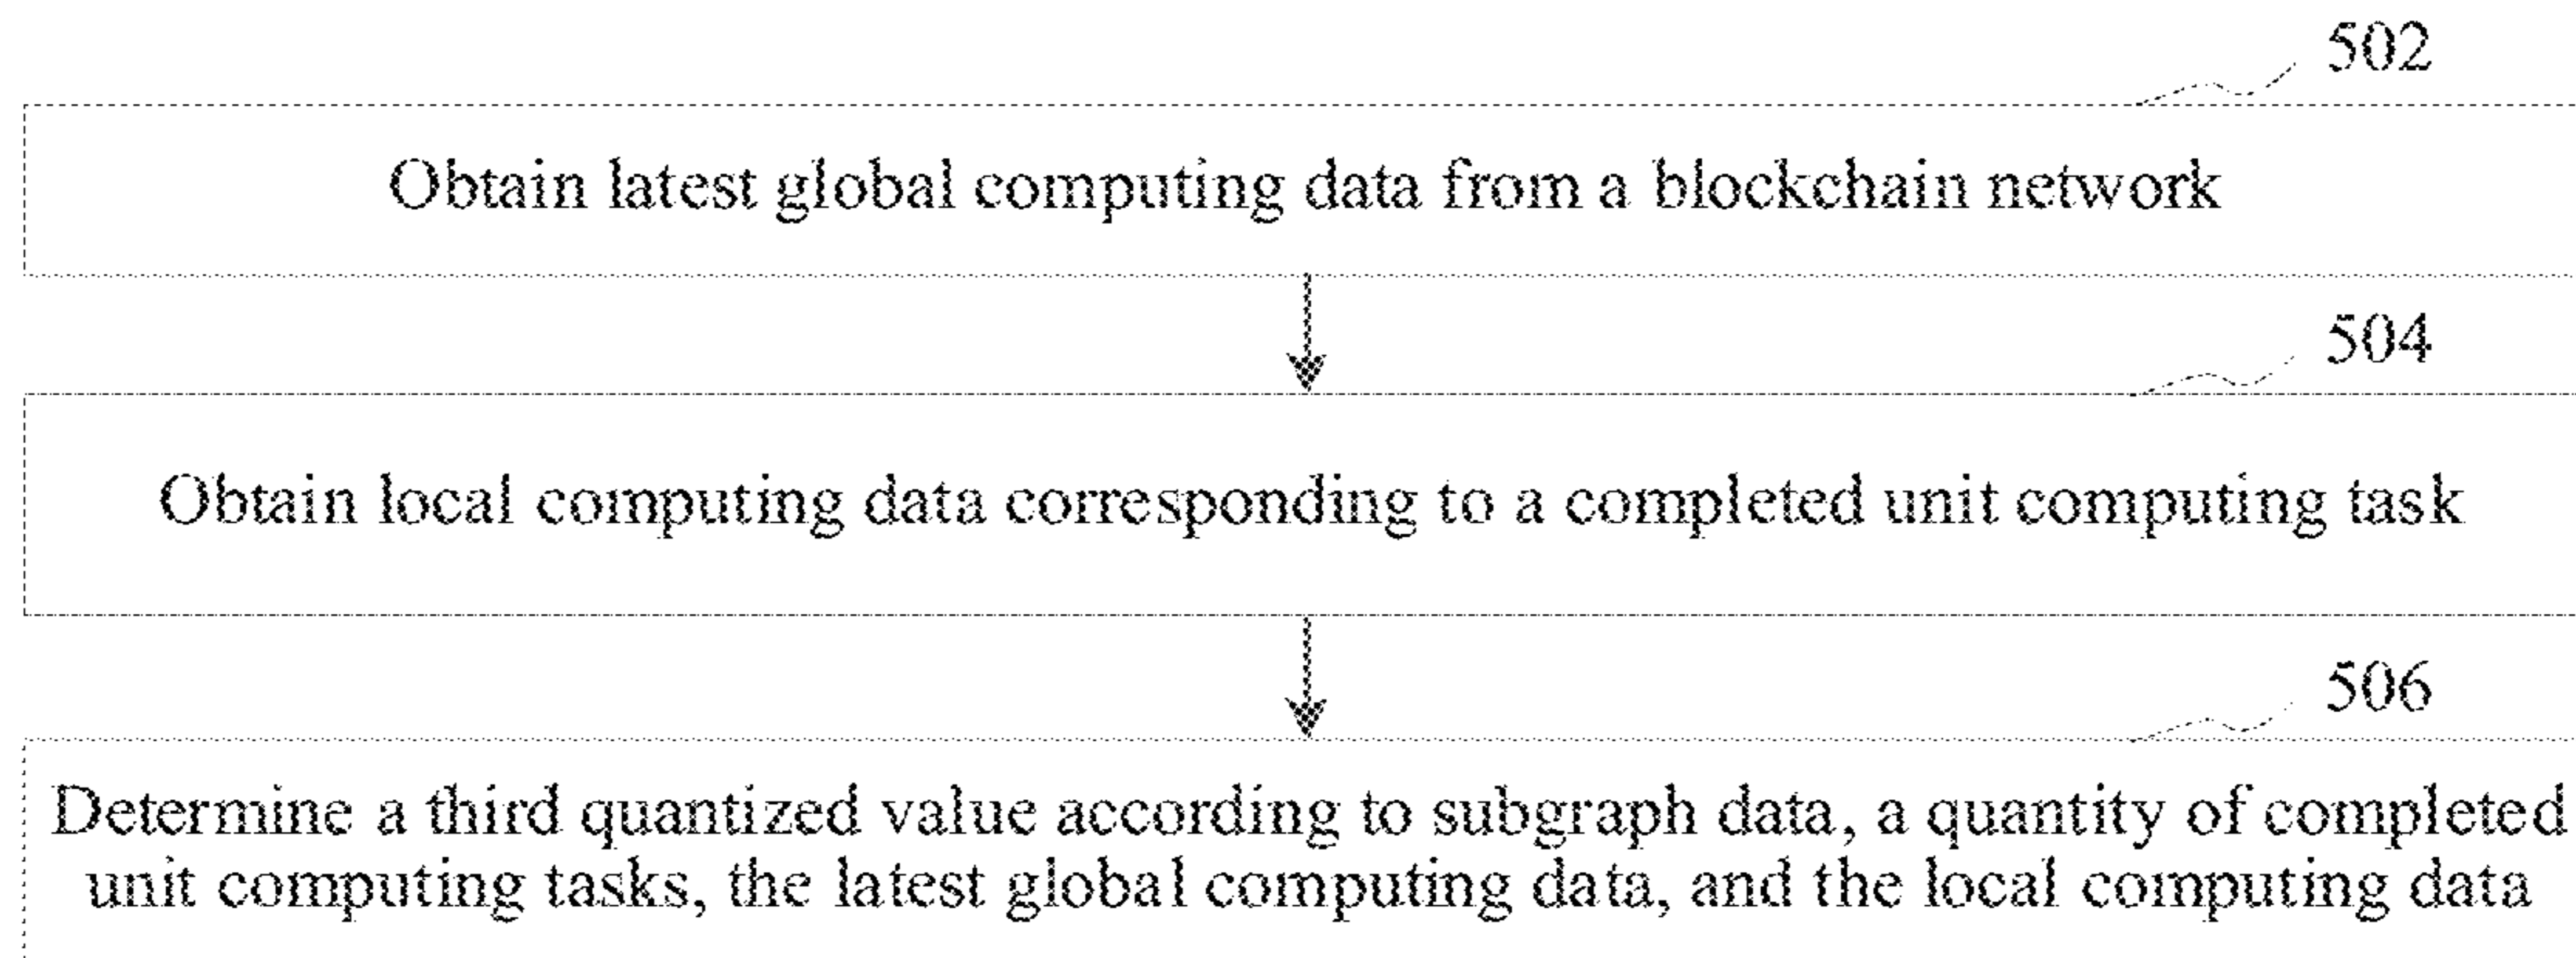 502
Obtain latest global computing data from a blockchain network
504
Obtain local computing data corresponding to a completed unit computing task
506
Determine a third quantized value according to subgraph data, a quantity of completed
unit computing tasks, the latest global computing data, and the local computing data